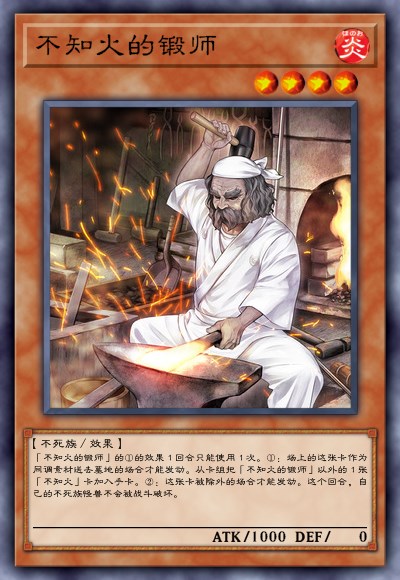 不知火的锻师
ほのお
炎
【不死族／效果】
「不知火的锻师」的①的效果１回合只能使用１次。①：场上的这张卡作为
同调素材送去墓地的场合才能发动。从卡组把「不知火的锻师」以外的１张
「不知火」卡加入手卡。②：这张卡被除外的场合才能发动。这个回合，自
己的不死族怪兽不会被战斗破坏。
ATK/1000 DEF/ 0